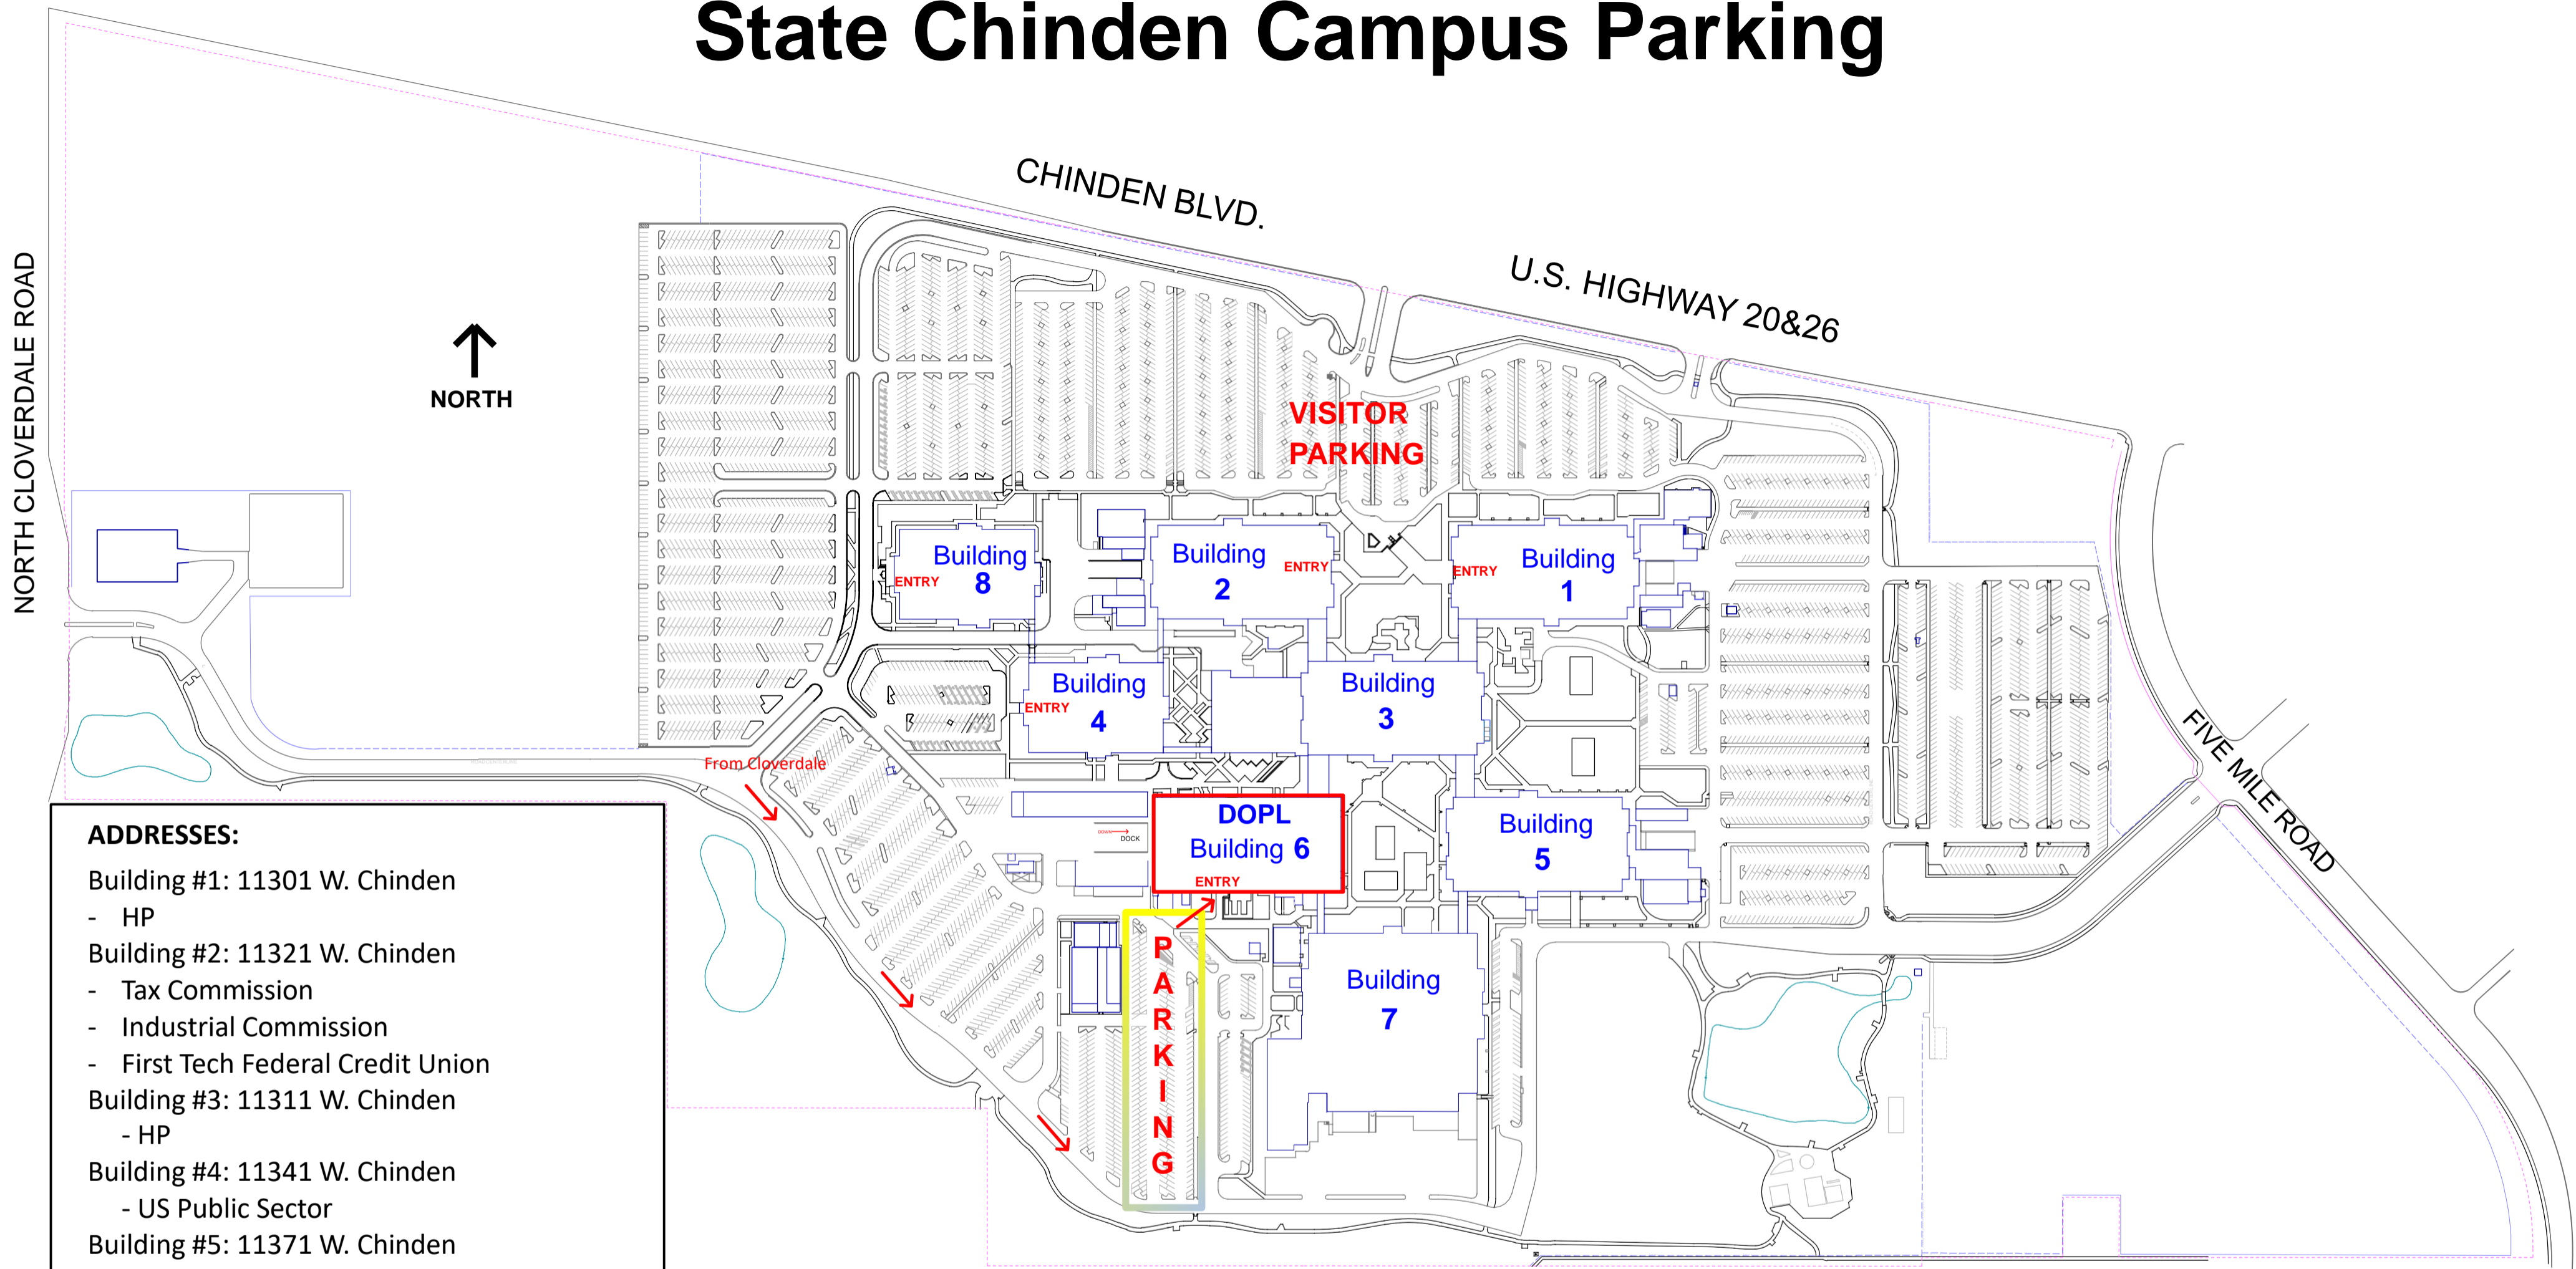 State Chinden Campus Parking
CHINDEN BLVD.
U.S. HIGHWAY 20&26
NORTH CLOVERDALE ROAD
NORTH
VISITOR
PARKING
Building
8
ENTRY
Building
2
ENTRY
Building
1
ENTRY
Building
4
ENTRY
Building
3
FIVE MILE ROAD
From Cloverdale
DOPL
Building 6
ENTRY
DOWN
DOCK
Building
5
PARKING
Building
7
ADDRESSES:
Building #1: 11301 W. Chinden
- HP
Building #2: 11321 W. Chinden
- Tax Commission
- Industrial Commission
- First Tech Federal Credit Union
Building #3: 11311 W. Chinden
- HP
Building #4: 11341 W. Chinden
- US Public Sector
Building #5: 11371 W. Chinden